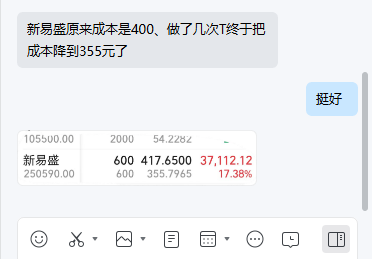 新易盛原来成本是400、做了几次T终于把
成本降到355元了
挺好
105500.00 2000 54.2282
新易盛 600 417.6500 37,112.12
250590.00 600 355.7965 17.38%